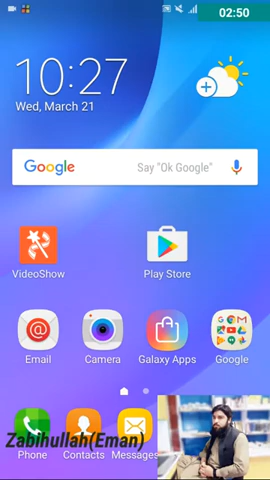 02:50
10:27
Wed, March 21
Google
Say "Ok Google"
VideoShow
Play Store
Email
Camera
Galaxy Apps
Google
Zabihullah(Eman)
Phone
Contacts
Messages